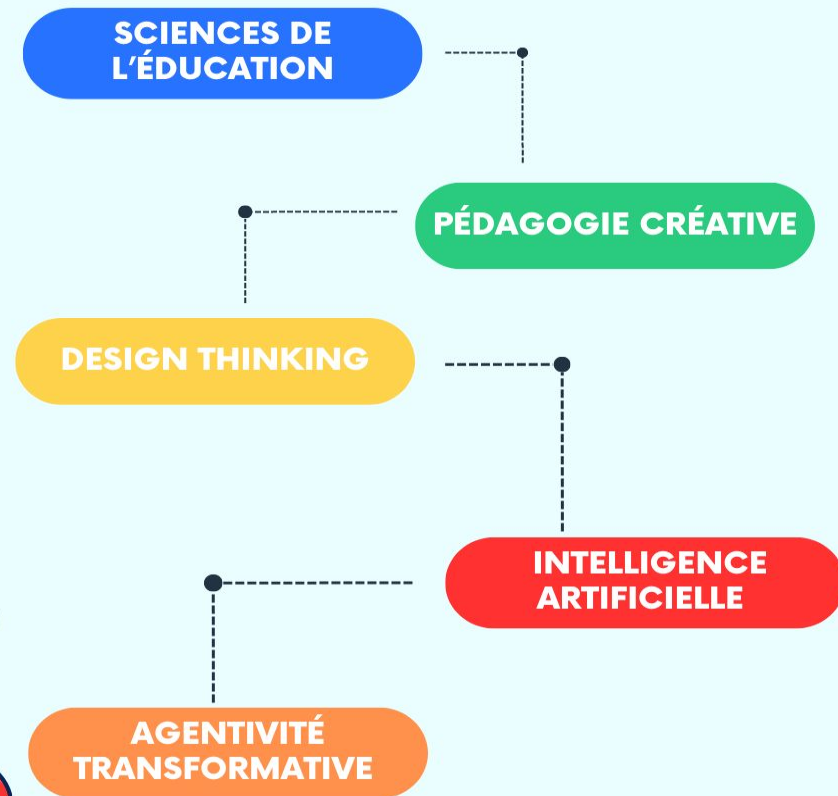 SCIENCES DE
L’ÉDUCATION
PÉDAGOGIE CRÉATIVE
DESIGN THINKING
INTELLIGENCE
ARTIFICIELLE
AGENTIVITÉ
TRANSFORMATIVE